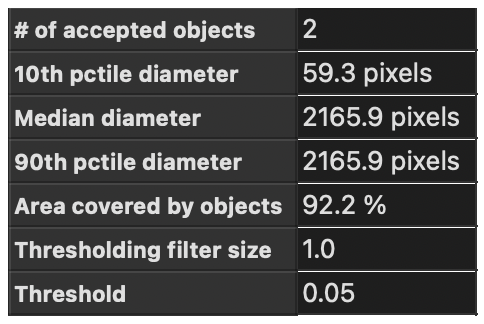 # of accepted objects 2
10th pctile diameter 59.3 pixels
Median diameter 2165.9 pixels
90th pctile diameter 2165.9 pixels
Area covered by objects 92.2 %
Thresholding filter size 1.0
Threshold 0.05